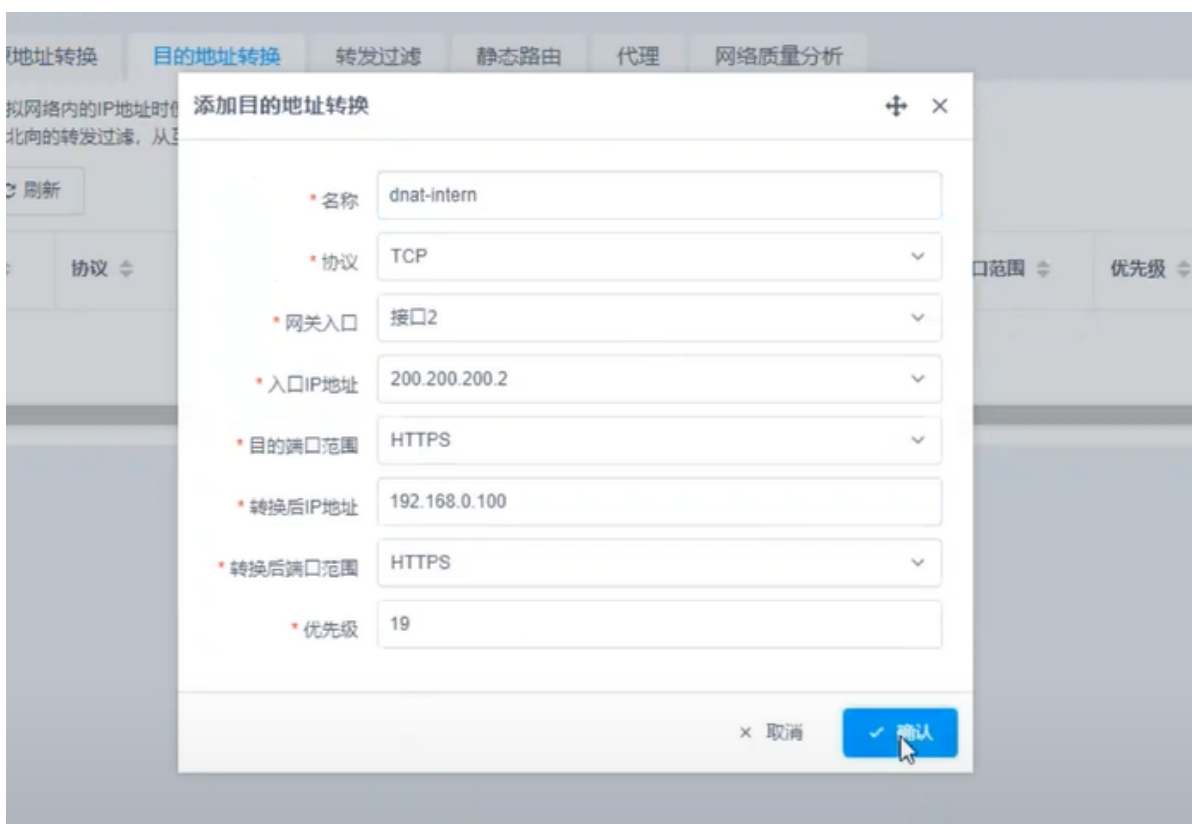 地址转换 目的地址转换 转发过滤 静态路由 代理 网络质量分析
拟网络内的IP地址时
北向的转发过滤，从
刷新
协议 口范围 优先级
添加目的地址转换
* 名称 dnat-intern
* 协议 TCP
* 网关入口 接口2
* 入口IP地址 200.200.200.2
* 目的端口范围 HTTPS
* 转换后IP地址 192.168.0.100
* 转换后端口范围 HTTPS
* 优先级 19
取消 确认